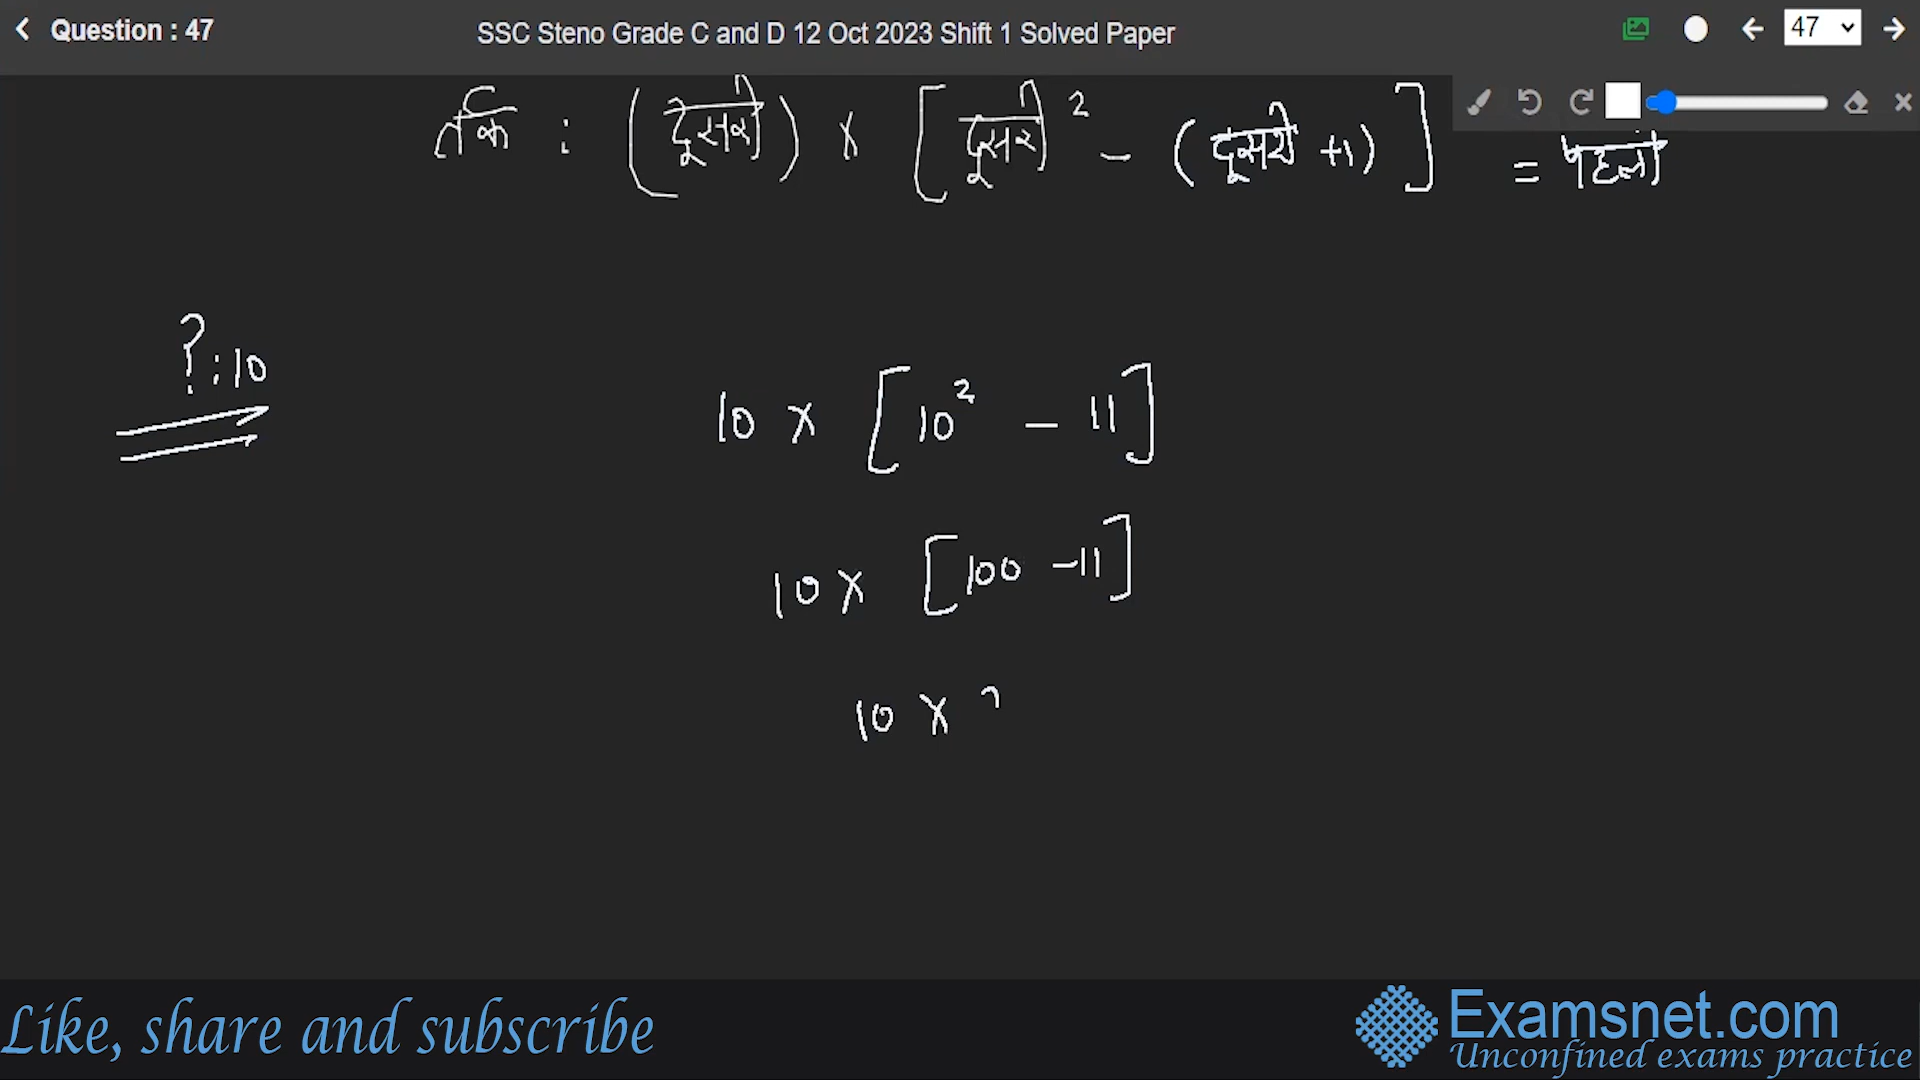 Question : 47
SSC Steno Grade C and D 12 Oct 2023 Shift 1 Solved Paper
47
तर्क : (दूसरी) x [दूसरी² - (दूसरी +1)] = पहली
? : 10
10 x [10² - 11]
10 x [100 - 11]
10 x
Like, share and subscribe
Examsnet.com
Unconfined exams practice